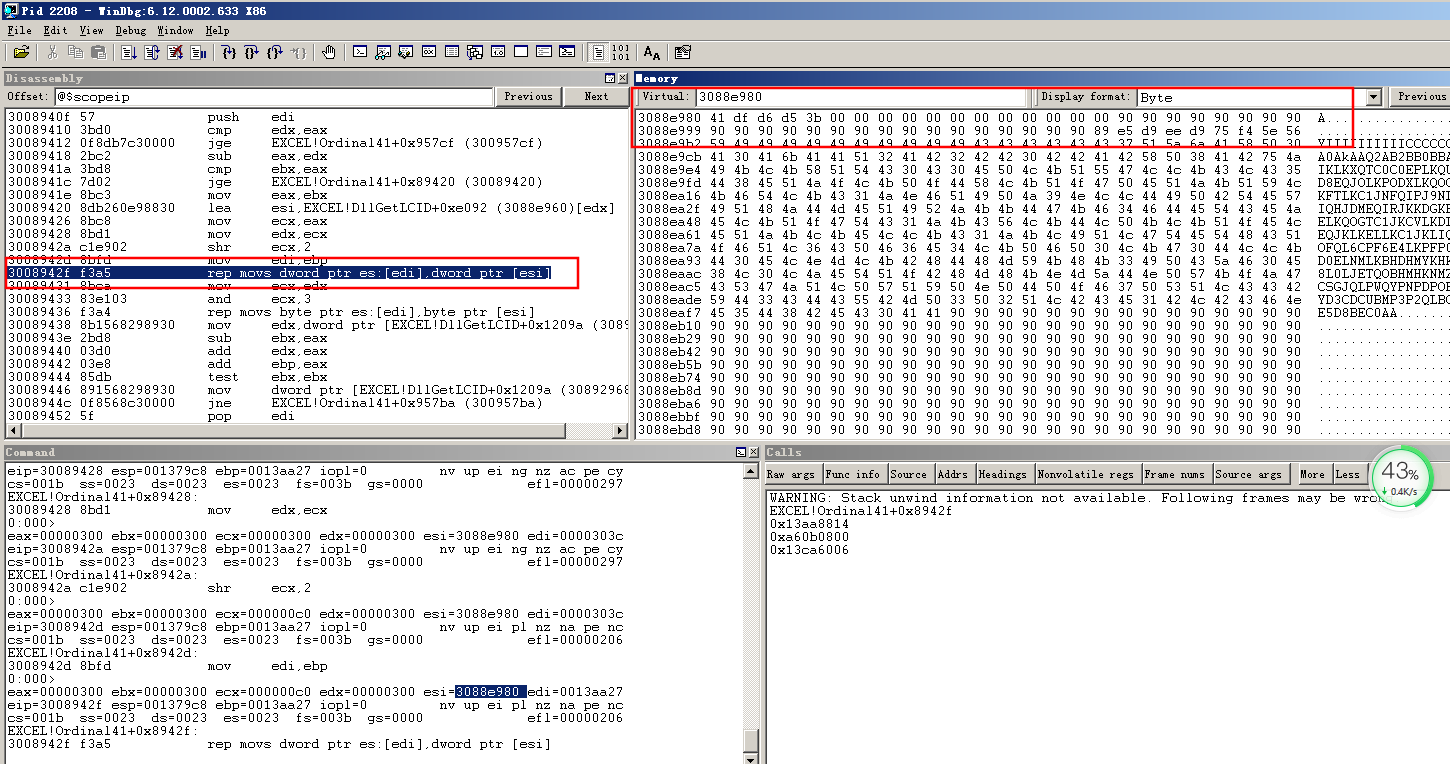 Pid 2208 - WinDbg:6.12.0002.633 X86
File Edit View Debug Window Help
Disassembly
Offset: @$scopeip Previous Next
3008940f 57 push edi
30089410 3bd0 cmp edx,eax
30089412 0f8db7c30000 jge EXCEL!Ordinal41+0x957cf (300957cf)
30089418 2bc2 sub eax,edx
3008941a 3bd8 cmp ebx,eax
3008941c 7d02 jge EXCEL!Ordinal41+0x89420 (30089420)
3008941e 8bc3 mov eax,ebx
30089420 8db260e98830 lea esi,EXCEL!DllGetLCID+0xe092 (3088e960)[edx]
30089426 8bc8 mov ecx,eax
30089428 8bd1 mov edx,ecx
3008942a c1e902 shr ecx,2
3008942d 8bfd mov edi,ebp
3008942f f3a5 rep movs dword ptr es:[edi],dword ptr [esi]
30089431 8bca mov ecx,edx
30089433 83e103 and ecx,3
30089436 f3a4 rep movs byte ptr es:[edi],byte ptr [esi]
30089438 8b1568298930 mov edx,dword ptr [EXCEL!DllGetLCID+0x1209a (3089
3008943e 2bd8 sub ebx,eax
30089440 03d0 add edx,eax
30089442 03e8 add ebp,eax
30089444 85db test ebx,ebx
30089446 891568298930 mov dword ptr [EXCEL!DllGetLCID+0x1209a (30892968
3008944c 0f8568c30000 jne EXCEL!Ordinal41+0x957ba (300957ba)
30089452 5f pop edi
Memory
Virtual: 3088e980 Display format: Byte Previous
3088e980 41 df d6 d5 3b 00 00 00 00 00 00 00 00 00 00 00 00 00 00 90 90 90 90 90 90 A
3088e999 90 90 90 90 90 90 90 90 90 90 90 90 90 90 90 90 89 e5 d9 ee d9 75 f4 5e 56
3088e9b2 59 49 49 49 49 49 49 49 49 49 49 43 43 43 43 43 43 37 51 5a 6a 41 58 50 30 YIIIIIIIIIICCCCCC
3088e9cb 41 30 41 6b 41 41 51 32 41 42 32 42 42 30 42 42 41 42 58 50 38 41 42 75 4a A0AkAAQ2AB2BB0BBA
3088e9e4 49 4b 4c 4b 58 51 54 43 30 43 30 45 50 4c 4b 51 55 47 4c 4c 4b 43 4c 43 35 IKLKXQTC0C0EPLKQU
3088e9fd 44 38 45 51 4a 4f 4c 4b 50 4f 44 58 4c 4b 51 4f 47 50 45 51 4a 4b 51 59 4c D8EQJOLKPODXLKQOG
3088ea16 4b 46 54 4c 4b 43 31 4a 4e 46 51 49 50 4a 39 4e 4c 4c 44 49 50 42 54 45 57 KFTLKC1JNFQIPJ9NL
3088ea2f 49 51 48 4a 44 4d 45 51 49 52 4a 4b 4b 44 47 4b 46 34 46 44 45 54 43 45 4a IQHJDMEQIRJKKDGKF
3088ea48 45 4c 4b 51 4f 47 54 43 31 4a 4b 43 56 4c 4b 44 4c 50 4b 4c 4b 51 4f 45 4c ELKQOGTC1JKCVLKDL
3088ea61 45 51 4a 4b 4c 4b 45 4c 4c 4b 43 31 4a 4b 4c 49 51 4c 47 54 45 54 48 43 51 EQJKLKELLKC1JKLIQ
3088ea7a 4f 46 51 4c 36 43 50 46 36 45 34 4c 4b 50 46 50 30 4c 4b 47 30 44 4c 4c 4b OFQL6CPF6E4LKPFP0
3088ea93 44 30 45 4c 4e 4d 4c 4b 42 48 44 48 4d 59 4b 48 4b 33 49 50 43 5a 46 30 45 D0ELNMLKBHDHMYKHK
3088eaac 38 4c 30 4c 4a 45 54 51 4f 42 48 4d 48 4b 4e 4d 5a 44 4e 50 57 4b 4f 4a 47 8L0LJETQOBHMHKNMZ
3088eac5 43 53 47 4a 51 4c 50 57 51 59 50 4e 50 44 50 4f 46 37 50 53 51 4c 43 43 42 CSGJQLPWQYPNPDPOF
3088eade 59 44 33 43 44 43 55 42 4d 50 33 50 32 51 4c 42 43 45 31 42 4c 42 43 46 4e YD3CDCUBMP3P2QLBC
3088eaf7 45 35 44 38 42 45 43 30 41 41 90 90 90 90 90 90 90 90 90 90 90 90 90 90 90 E5D8BEC0AA
3088eb10 90 90 90 90 90 90 90 90 90 90 90 90 90 90 90 90 90 90 90 90 90 90 90 90 90
3088eb29 90 90 90 90 90 90 90 90 90 90 90 90 90 90 90 90 90 90 90 90 90 90 90 90 90
3088eb42 90 90 90 90 90 90 90 90 90 90 90 90 90 90 90 90 90 90 90 90 90 90 90 90 90
3088eb5b 90 90 90 90 90 90 90 90 90 90 90 90 90 90 90 90 90 90 90 90 90 90 90 90 90
3088eb74 90 90 90 90 90 90 90 90 90 90 90 90 90 90 90 90 90 90 90 90 90 90 90 90 90
3088eb8d 90 90 90 90 90 90 90 90 90 90 90 90 90 90 90 90 90 90 90 90 90 90 90 90 90
3088eba6 90 90 90 90 90 90 90 90 90 90 90 90 90 90 90 90 90 90 90 90 90 90 90 90 90
3088ebbf 90 90 90 90 90 90 90 90 90 90 90 90 90 90 90 90 90 90 90 90 90 90 90 90 90
3088ebd8 90 90 90 90 90 90 90 90 90 90 90 90 90 90 90 90 90 90 90 90 90 90 90 90 90
Command
eip=30089428 esp=001379c8 ebp=0013aa27 iopl=0 nv up ei ng nz ac pe cy
cs=001b ss=0023 ds=0023 es=0023 fs=003b gs=0000 efl=00000297
EXCEL!Ordinal41+0x89428:
30089428 8bd1 mov edx,ecx
0:000>
eax=00000300 ebx=00000300 ecx=00000300 edx=00000300 esi=3088e980 edi=0000303c
eip=3008942a esp=001379c8 ebp=0013aa27 iopl=0 nv up ei ng nz ac pe cy
cs=001b ss=0023 ds=0023 es=0023 fs=003b gs=0000 efl=00000297
EXCEL!Ordinal41+0x8942a:
3008942a c1e902 shr ecx,2
0:000>
eax=00000300 ebx=00000300 ecx=000000c0 edx=00000300 esi=3088e980 edi=0000303c
eip=3008942d esp=001379c8 ebp=0013aa27 iopl=0 nv up ei pl nz na pe nc
cs=001b ss=0023 ds=0023 es=0023 fs=003b gs=0000 efl=00000206
EXCEL!Ordinal41+0x8942d:
3008942d 8bfd mov edi,ebp
0:000>
eax=00000300 ebx=00000300 ecx=000000c0 edx=00000300 esi=3088e980 edi=0013aa27
eip=3008942f esp=001379c8 ebp=0013aa27 iopl=0 nv up ei pl nz na pe nc
cs=001b ss=0023 ds=0023 es=0023 fs=003b gs=0000 efl=00000206
EXCEL!Ordinal41+0x8942f:
3008942f f3a5 rep movs dword ptr es:[edi],dword ptr [esi]
Calls
Raw args Func info Source Addrs Headings Nonvolatile regs Frame nums Source args More Less
WARNING: Stack unwind information not available. Following frames may be wrong
EXCEL!Ordinal41+0x8942f
0x13aa8814
0xa60b0800
0x13ca6006
43%
0.4K/s